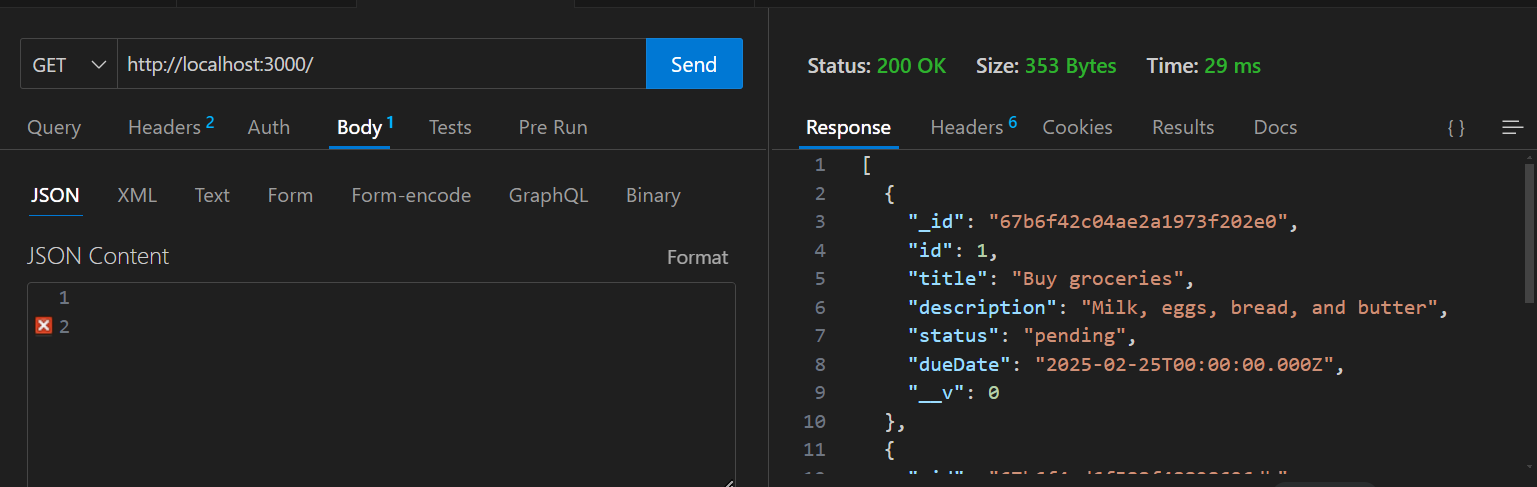 GET http://localhost:3000/ Send
Query Headers 2 Auth Body 1 Tests Pre Run
JSON XML Text Form Form-encode GraphQL Binary
JSON Content Format
1
2
Status: 200 OK Size: 353 Bytes Time: 29 ms
Response Headers 6 Cookies Results Docs { }
1 [
2 {
3 "_id": "67b6f42c04ae2a1973f202e0",
4 "id": 1,
5 "title": "Buy groceries",
6 "description": "Milk, eggs, bread, and butter",
7 "status": "pending",
8 "dueDate": "2025-02-25T00:00:00.000Z",
9 "__v": 0
10 },
11 {